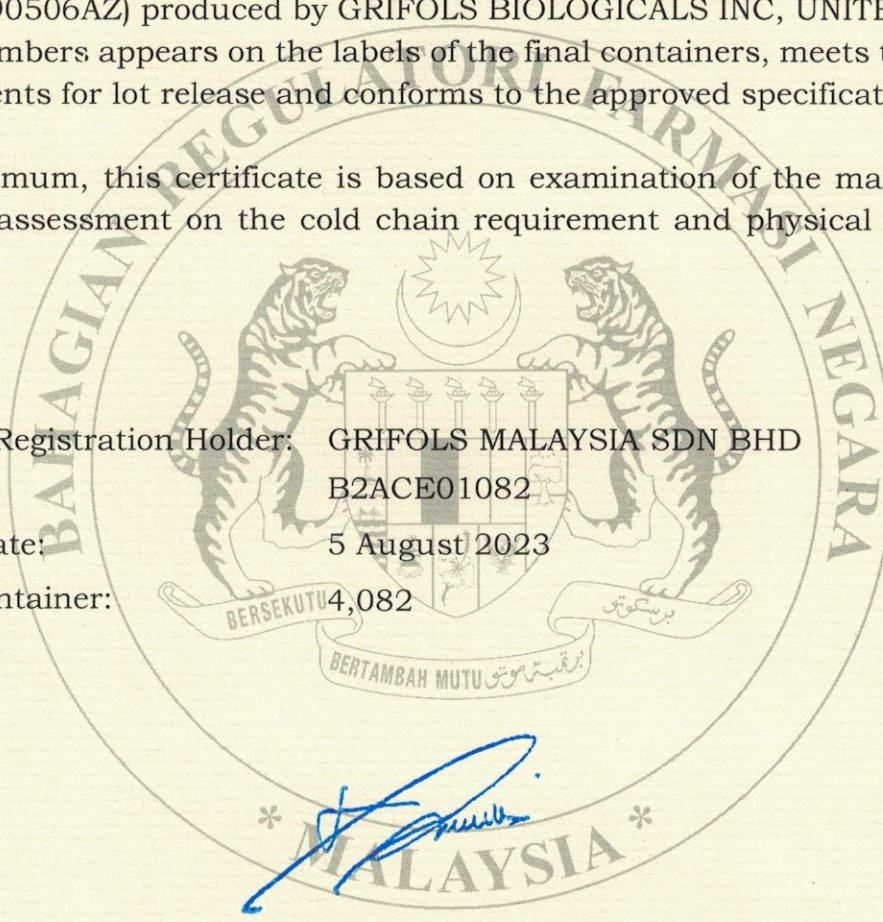 00506AZ) produced by GRIFOLS BIOLOGICALS INC, UNITE
mbers appears on the labels of the final containers, meets t
ents for lot release and conforms to the approved specificat
mum, this certificate is based on examination of the ma
assessment on the cold chain requirement and physical
Registration Holder: GRIFOLS MALAYSIA SDN BHD
B2ACE01082
ate: 5 August 2023
ntainer: 4,082
BAHAGIAN REGULATORI FARMASI NEGARA
BERSEKUTU برسکوتو
BERTAMBAH MUTU برتمبه موتو
* MALAYSIA *